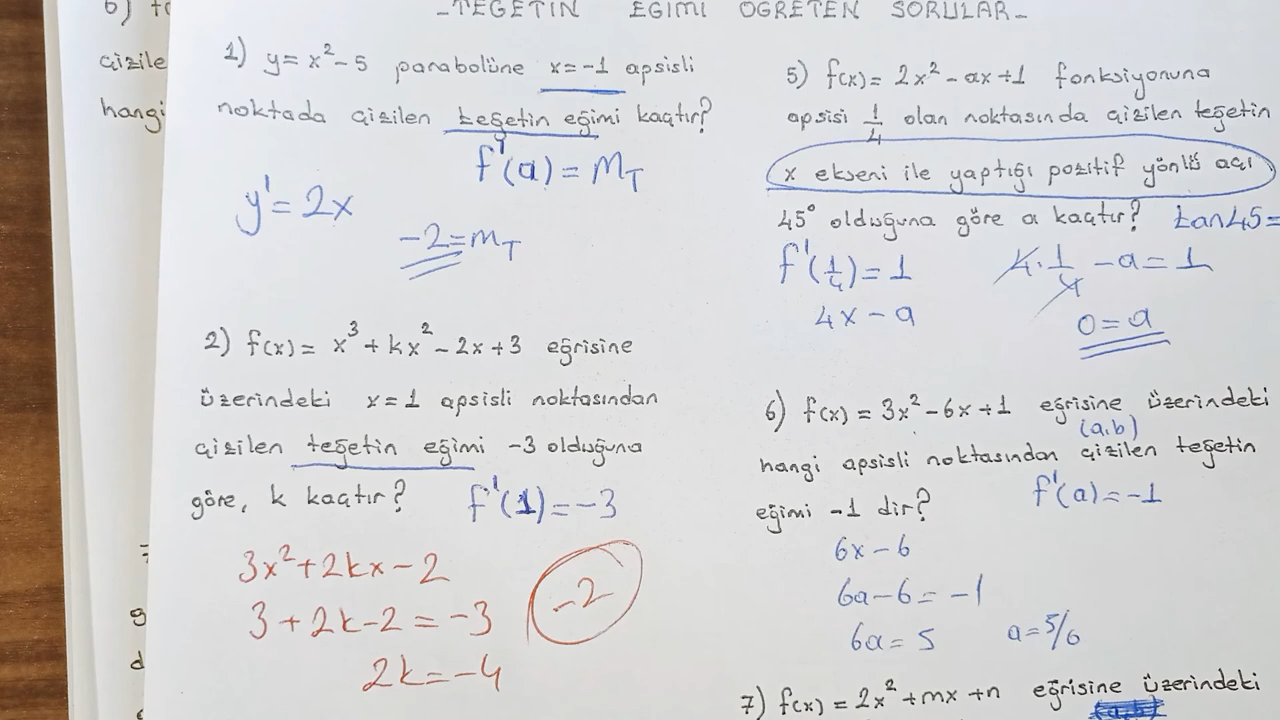 -TEĞETİN EĞİMİ ÖĞRETEN SORULAR-
1) y = x² - 5 parabolüne x = -1 apsisli
noktada çizilen teğetin eğimi kaçtır?
f'(a) = m_T
y' = 2x
-2 = m_T
2) f(x) = x³ + kx² - 2x + 3 eğrisine
üzerindeki x = 1 apsisli noktasından
çizilen teğetin eğimi -3 olduğuna
göre, k kaçtır? f'(1) = -3
3x² + 2kx - 2
3 + 2k - 2 = -3
2k = -4
-2
5) f(x) = 2x² - ax + 1 fonksiyonuna
apsisi 1/4 olan noktasında çizilen teğetin
x ekseni ile yaptığı pozitif yönlü açı
45° olduğuna göre a kaçtır? tan45=
f'(1/4) = 1 4·1/4 - a = 1
4x - a
0 = a
6) f(x) = 3x² - 6x + 1 eğrisine üzerindeki
(a,b)
hangi apsisli noktasından çizilen teğetin
eğimi -1 dir? f'(a) = -1
6x - 6
6a - 6 = -1
6a = 5 a = 5/6
7) f(x) = 2x² + mx + n eğrisine üzerindeki
6)
çizile
hangi
7
g
d